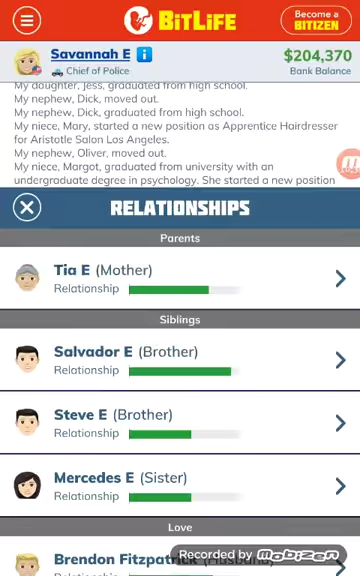 BITLIFE
Become a
BITIZEN
Savannah E i
$204,370
Chief of Police
Bank Balance
My daughter, Jess, graduated from high school.
My nephew, Dick, moved out.
My nephew, Dick, graduated from high school.
My niece, Mary, started a new position as Apprentice Hairdresser
for Aristotle Salon Los Angeles.
My nephew, Oliver, moved out.
My niece, Margot, graduated from university with an
undergraduate degree in psychology. She started a new position
RELATIONSHIPS
Parents
Tia E (Mother)
Relationship
Siblings
Salvador E (Brother)
Relationship
Steve E (Brother)
Relationship
Mercedes E (Sister)
Relationship
Love
Brendon Fitzpatrick (Husband)
Relationship
Recorded by mobizen